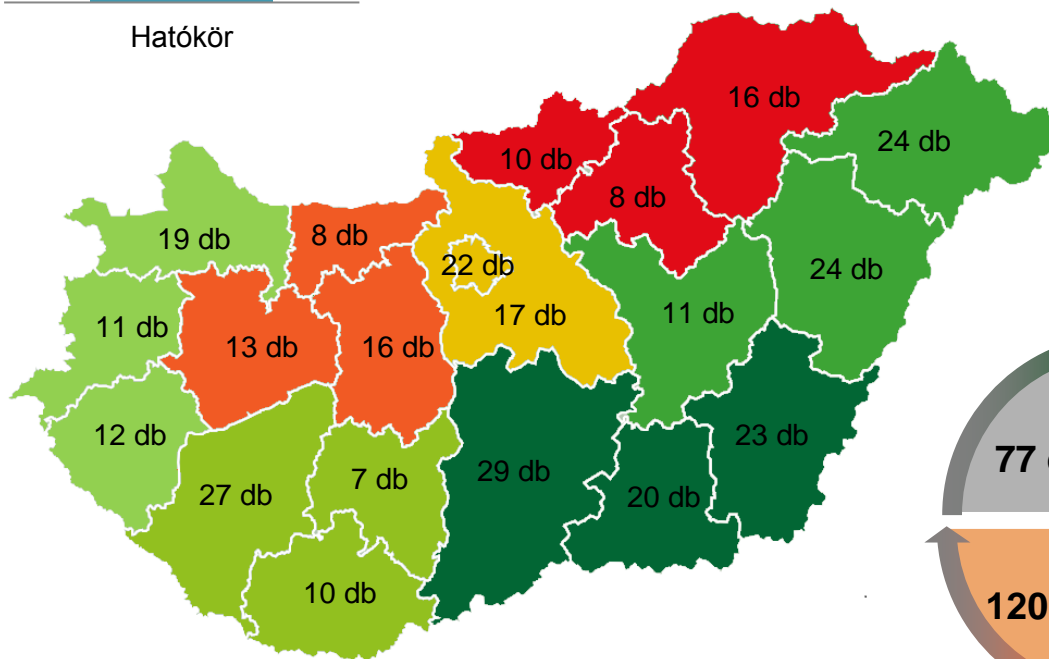 Hatókör
16 db
24 db
10 db
8 db
19 db
8 db
22 db
24 db
11 db
13 db
16 db
17 db
11 db
12 db
27 db
7 db
29 db
20 db
23 db
10 db
77
120